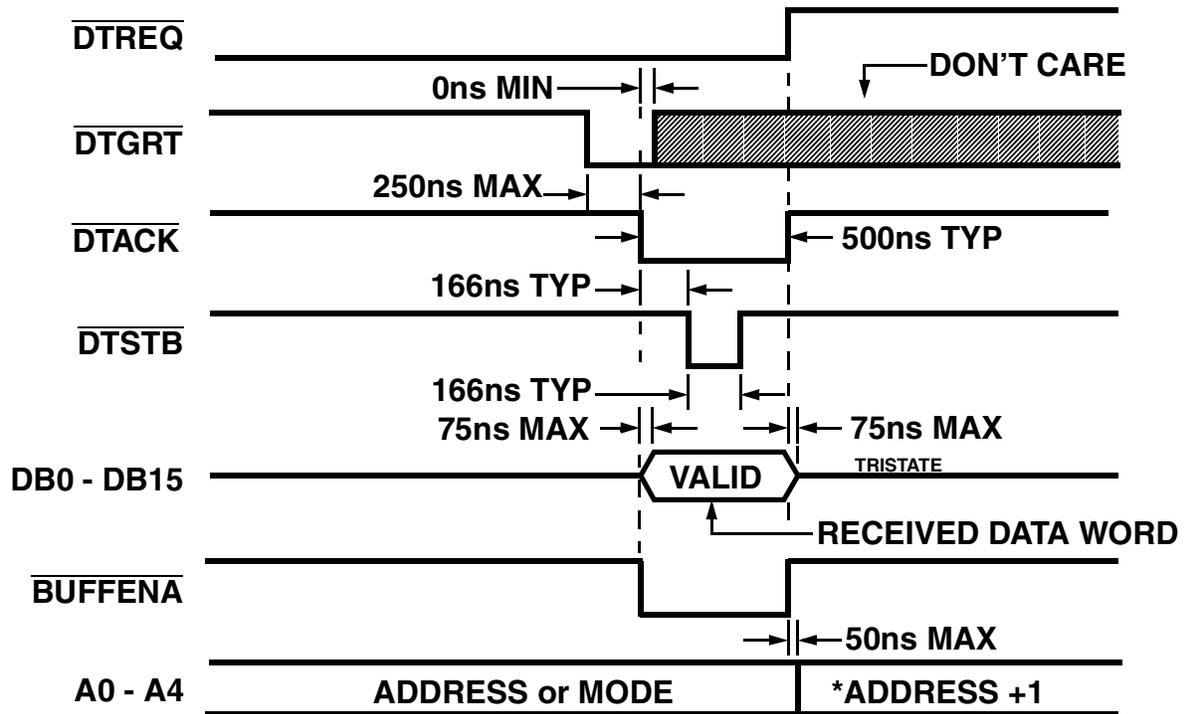 DTREQ
DON'T CARE
0ns MIN
DTGRT
250ns MAX
DTACK
500ns TYP
166ns TYP
DTSTB
166ns TYP
75ns MAX
75ns MAX
DB0 - DB15
VALID
TRISTATE
RECEIVED DATA WORD
BUFFENA
50ns MAX
A0 - A4
ADDRESS or MODE
*ADDRESS +1